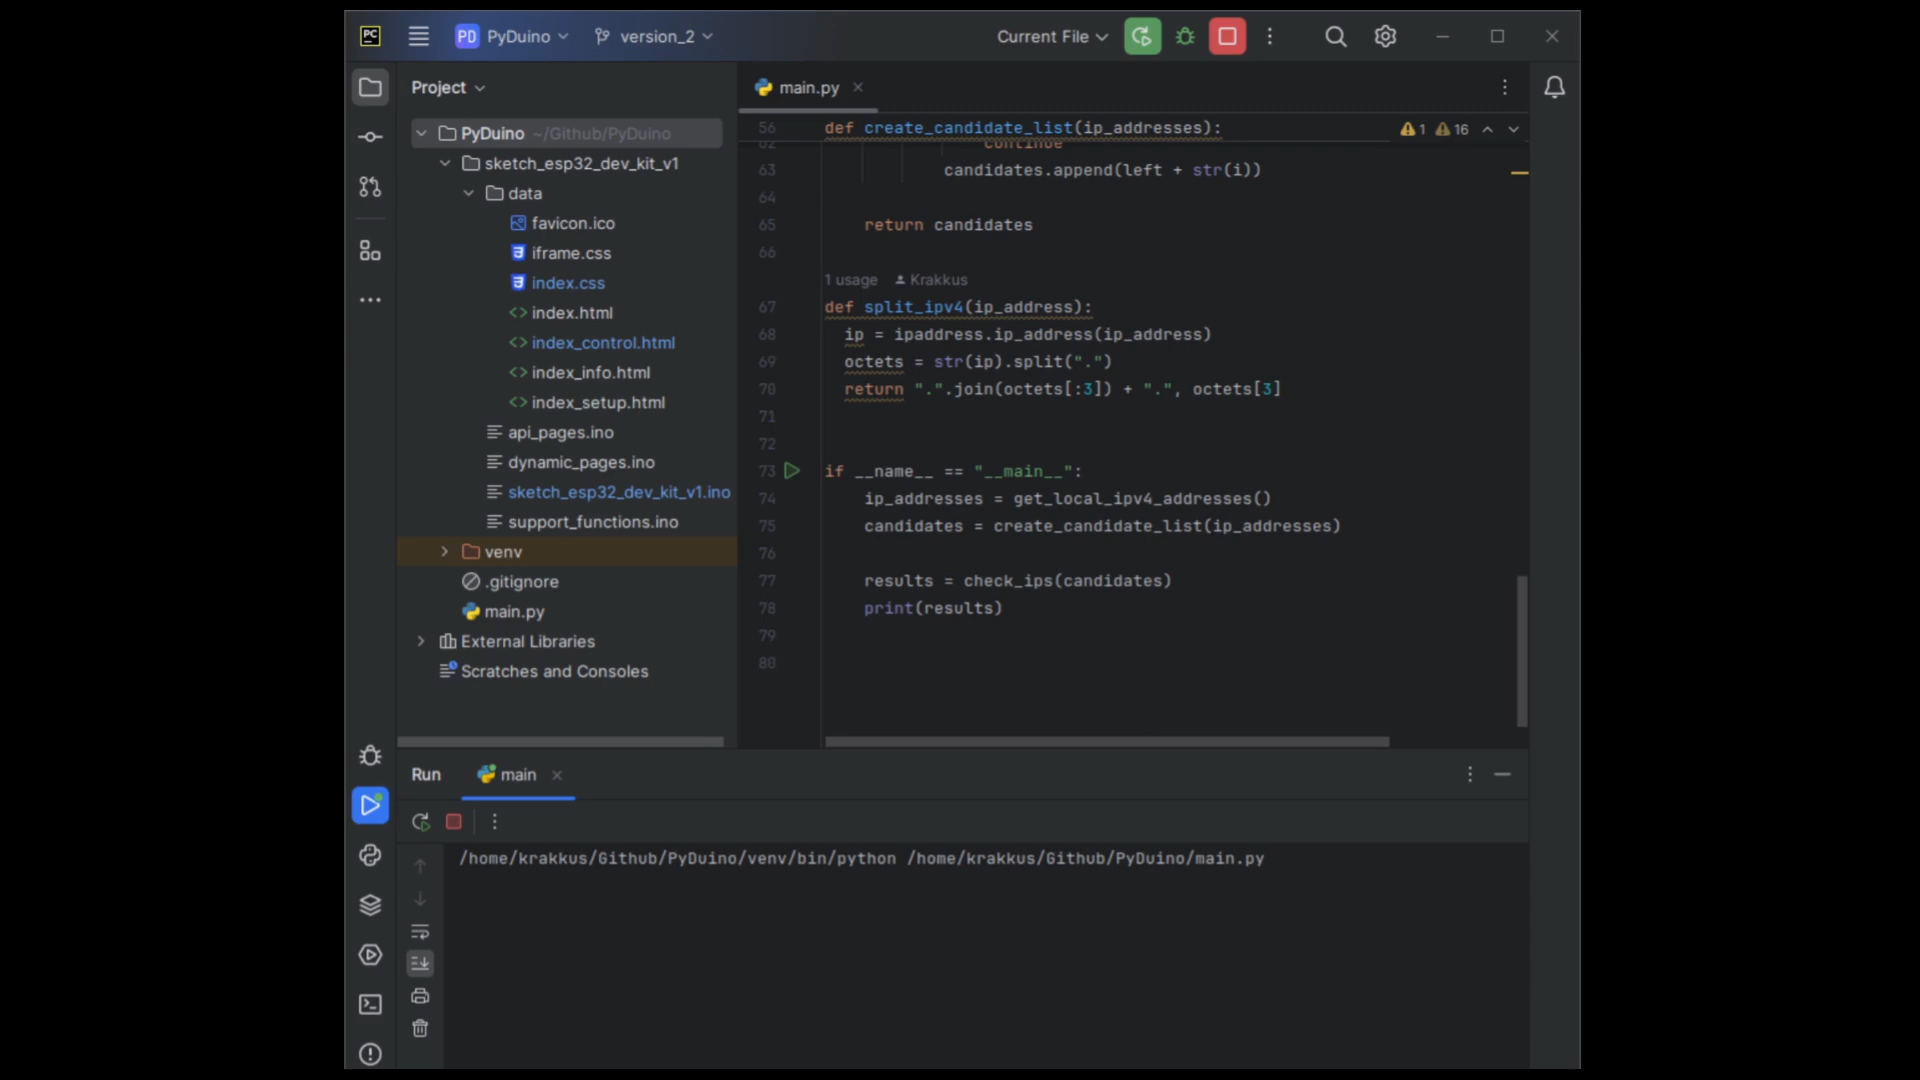 PC
PD PyDuino version_2 Current File
Project
main.py
PyDuino ~/Github/PyDuino
sketch_esp32_dev_kit_v1
data
favicon.ico
iframe.css
index.css
index.html
index_control.html
index_info.html
index_setup.html
api_pages.ino
dynamic_pages.ino
sketch_esp32_dev_kit_v1.ino
support_functions.ino
venv
.gitignore
main.py
External Libraries
Scratches and Consoles
56 def create_candidate_list(ip_addresses): 1 16
62 continue
63 candidates.append(left + str(i))
64
65 return candidates
66
1 usage Krakkus
67 def split_ipv4(ip_address):
68 ip = ipaddress.ip_address(ip_address)
69 octets = str(ip).split(".")
70 return ".".join(octets[:3]) + ".", octets[3]
71
72
73 if __name__ == "__main__":
74 ip_addresses = get_local_ipv4_addresses()
75 candidates = create_candidate_list(ip_addresses)
76
77 results = check_ips(candidates)
78 print(results)
79
80
Run main
/home/krakkus/Github/PyDuino/venv/bin/python /home/krakkus/Github/PyDuino/main.py